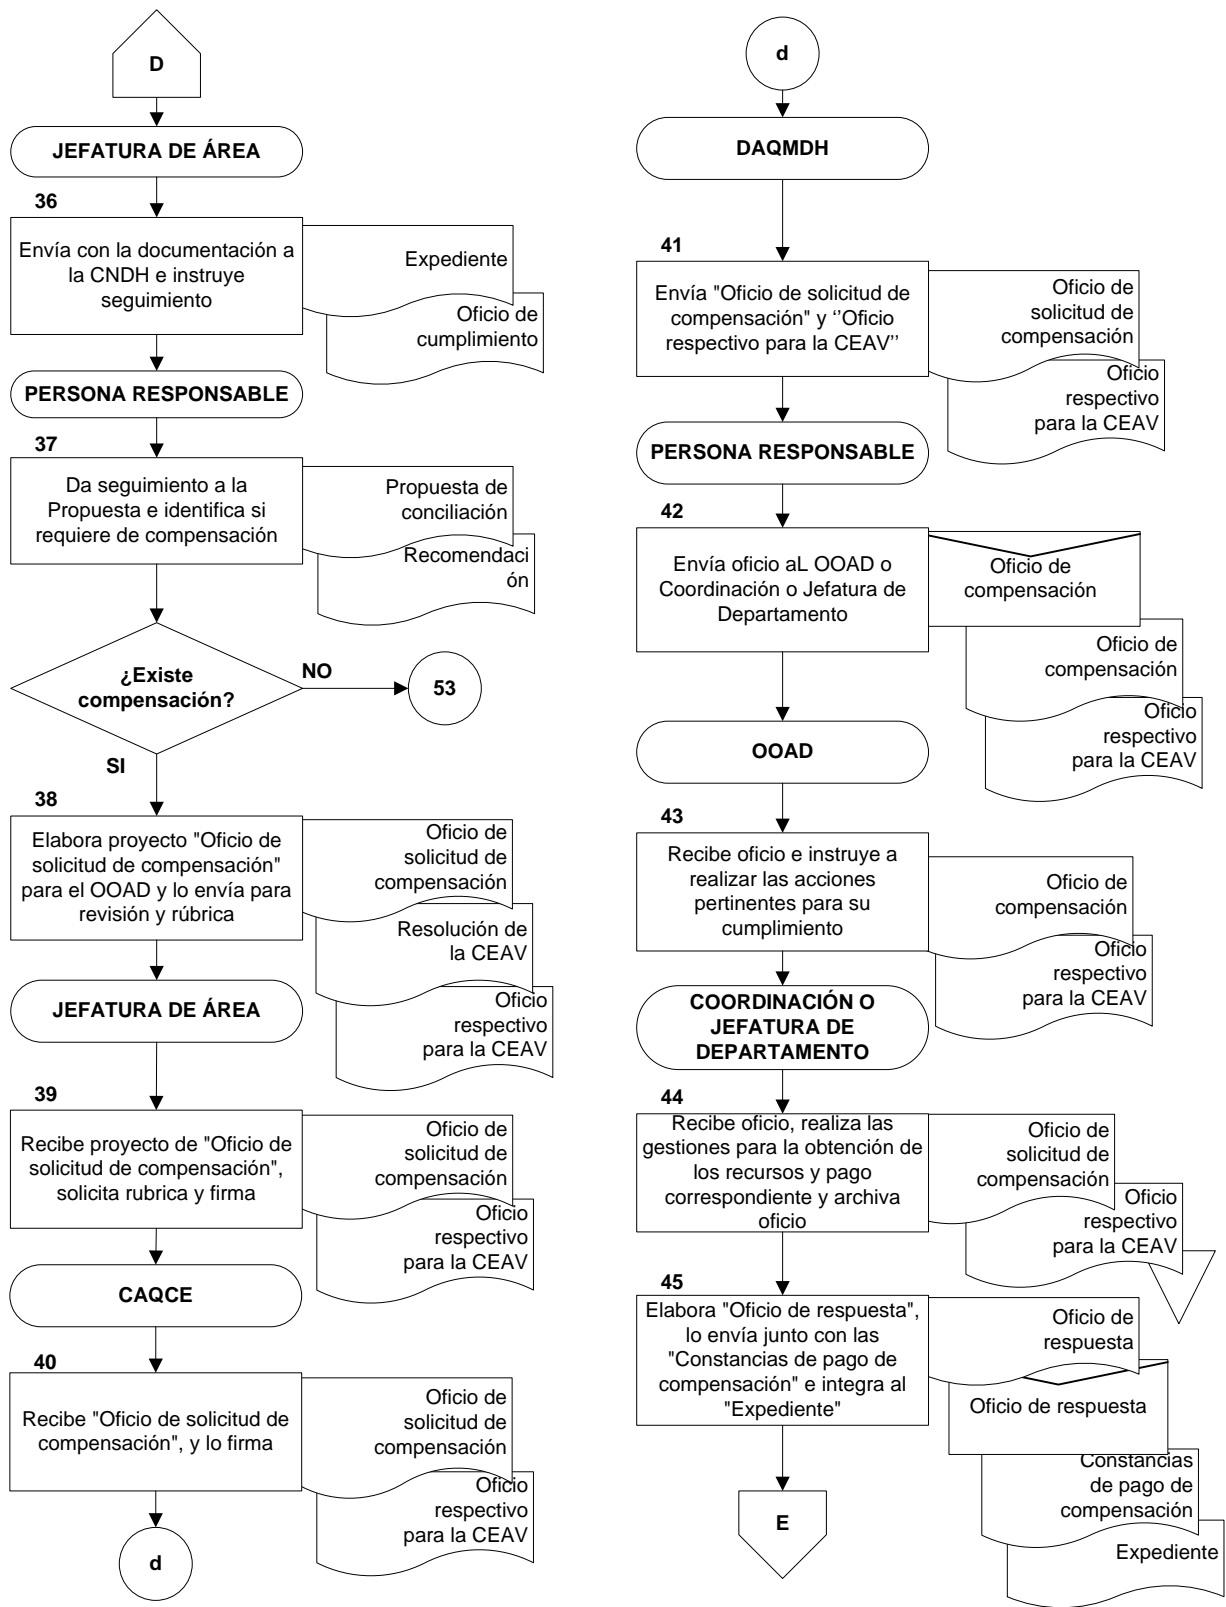 D
JEFATURA DE ÁREA
36
Envía con la documentación a
la CNDH e instruye
seguimiento
Expediente
Oficio de
cumplimiento
PERSONA RESPONSABLE
37
Da seguimiento a la
Propuesta e identifica si
requiere de compensación
Propuesta de
conciliación
Recomendaci
ón
¿Existe
compensación?
NO
53
SI
38
Elabora proyecto "Oficio de
solicitud de compensación"
para el OOAD y lo envía para
revisión y rúbrica
Oficio de
solicitud de
compensación
Resolución de
la CEAV
Oficio
respectivo
para la CEAV
JEFATURA DE ÁREA
39
Recibe proyecto de "Oficio de
solicitud de compensación",
solicita rubrica y firma
Oficio de
solicitud de
compensación
Oficio
respectivo
para la CEAV
CAQCE
40
Recibe "Oficio de solicitud de
compensación", y lo firma
Oficio de
solicitud de
compensación
Oficio
respectivo
para la CEAV
d
d
DAQMDH
41
Envía "Oficio de solicitud de
compensación" y ‘'Oficio
respectivo para la CEAV’’
Oficio de
solicitud de
compensación
Oficio
respectivo
para la CEAV
PERSONA RESPONSABLE
42
Envía oficio aL OOAD o
Coordinación o Jefatura de
Departamento
Oficio de
compensación
Oficio de
compensación
Oficio
respectivo
para la CEAV
OOAD
43
Recibe oficio e instruye a
realizar las acciones
pertinentes para su
cumplimiento
Oficio de
compensación
Oficio
respectivo
para la CEAV
COORDINACIÓN O
JEFATURA DE
DEPARTAMENTO
44
Recibe oficio, realiza las
gestiones para la obtención de
los recursos y pago
correspondiente y archiva
oficio
Oficio de
solicitud de
compensación
Oficio
respectivo
para la CEAV
45
Elabora "Oficio de respuesta",
lo envía junto con las
"Constancias de pago de
compensación" e integra al
"Expediente"
Oficio de
respuesta
Oficio de respuesta
Constancias
de pago de
compensación
Expediente
E